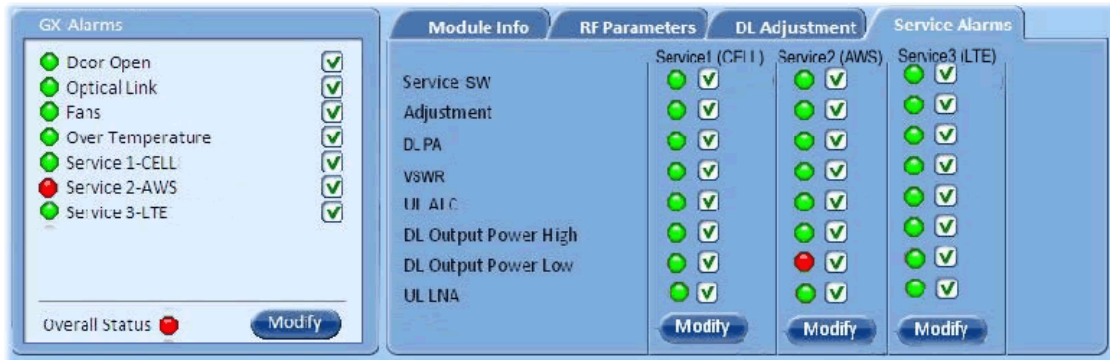 GX Alarms
Door Open
Optical Link
Fans
Over Temperature
Service 1-CELL
Service 2-AWS
Service 3-LTE
Overall Status
Modify
Module Info
RF Parameters
DL Adjustment
Service Alarms
Service1 (CELL) Service2 (AWS) Service3 (LTE)
Service SW
Adjustment
DL PA
VSWR
UL ALC
DL Output Power High
DL Output Power Low
UL LNA
Modify Modify Modify